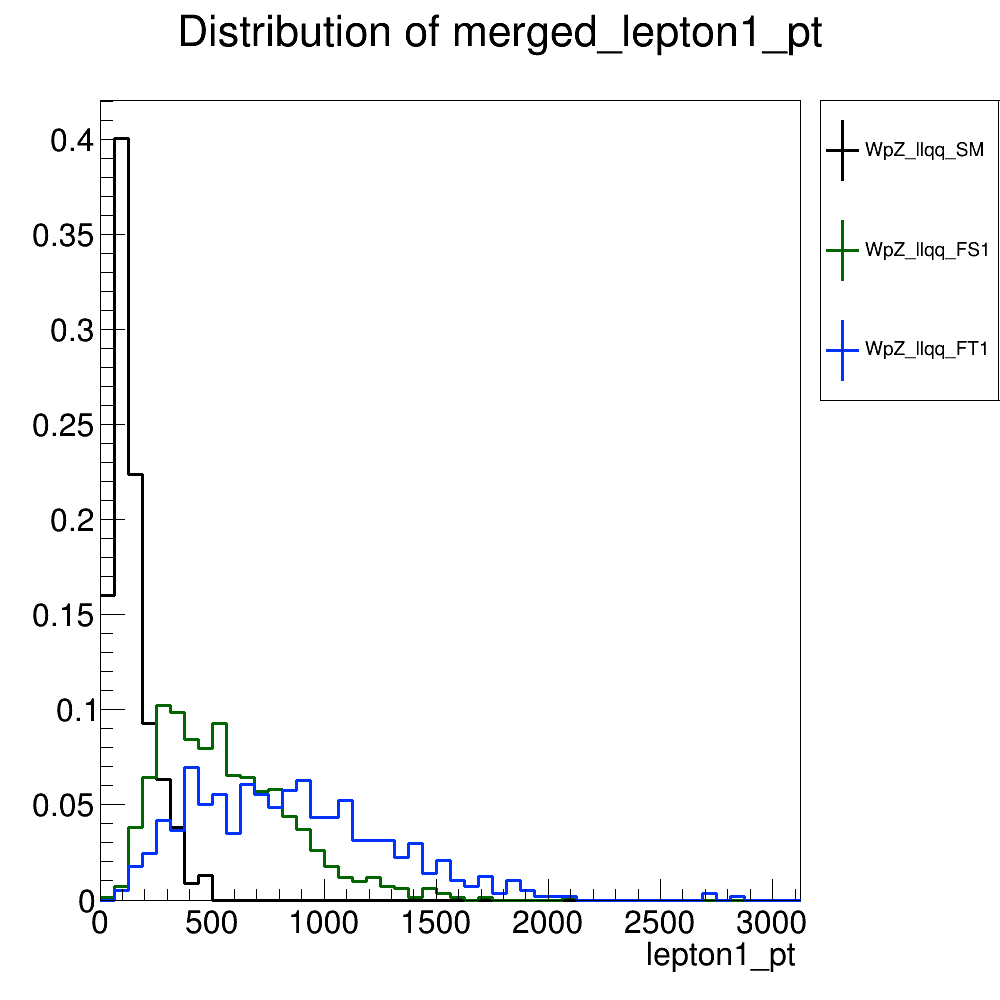 Distribution of merged_lepton1_pt
0.4
0.35
0.3
0.25
0.2
0.15
0.1
0.05
0
0 500 1000 1500 2000 2500 3000
lepton1_pt
WpZ_llqq_SM
WpZ_llqq_FS1
WpZ_llqq_FT1